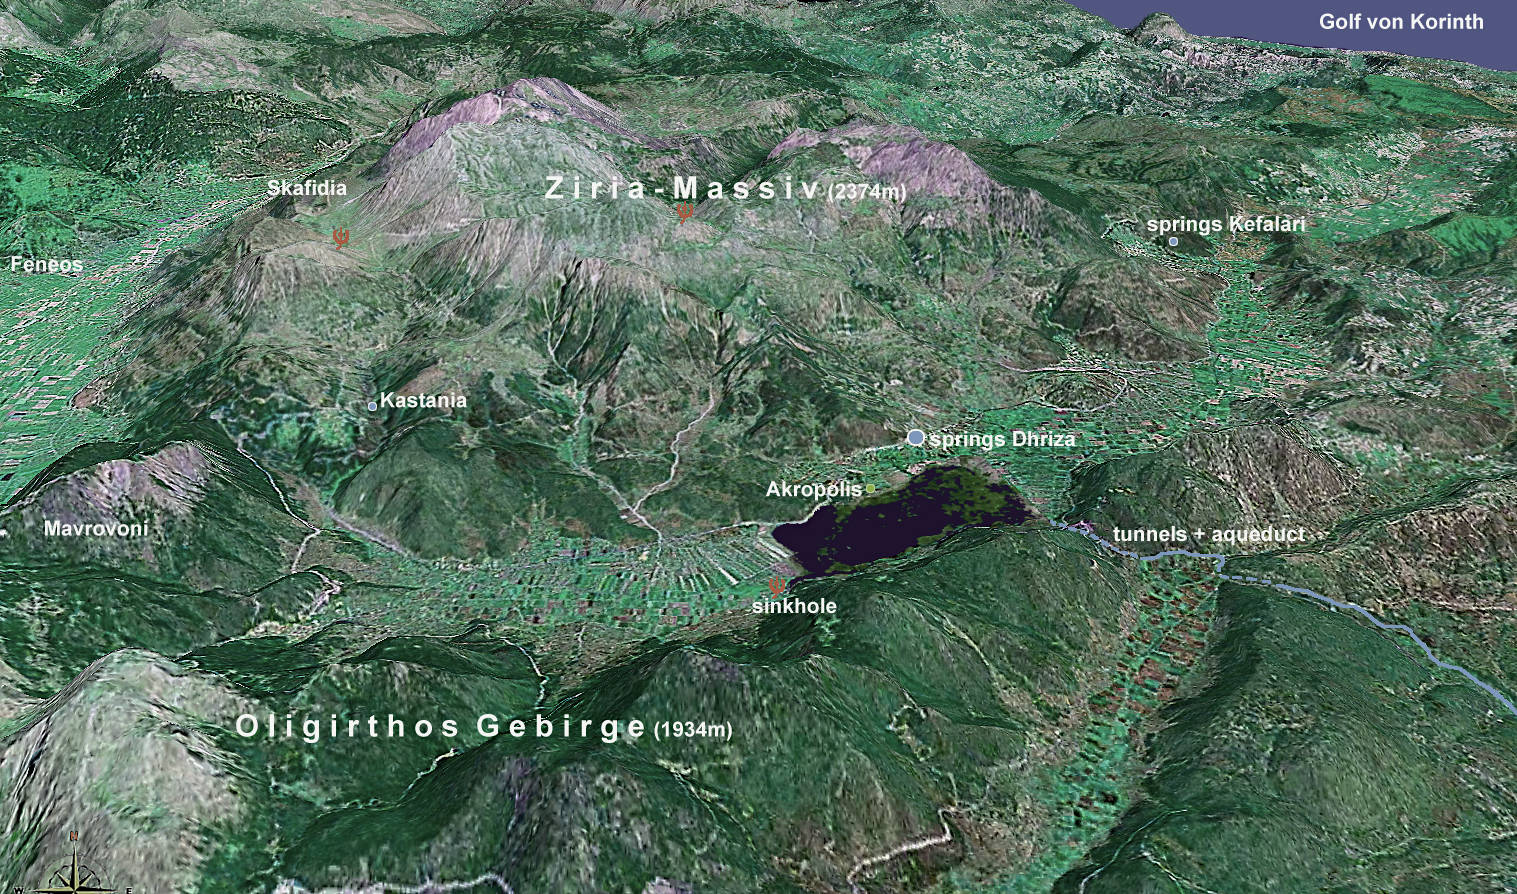 Golf von Korinth
Skafidia
Ziria-Massiv (2374m)
springs Kefalari
Feneos
Kastania
springs Dhriza
Akropolis
Mavrovoni
tunnels + aqueduct
sinkhole
Oligirthos Gebirge (1934m)
N
W E